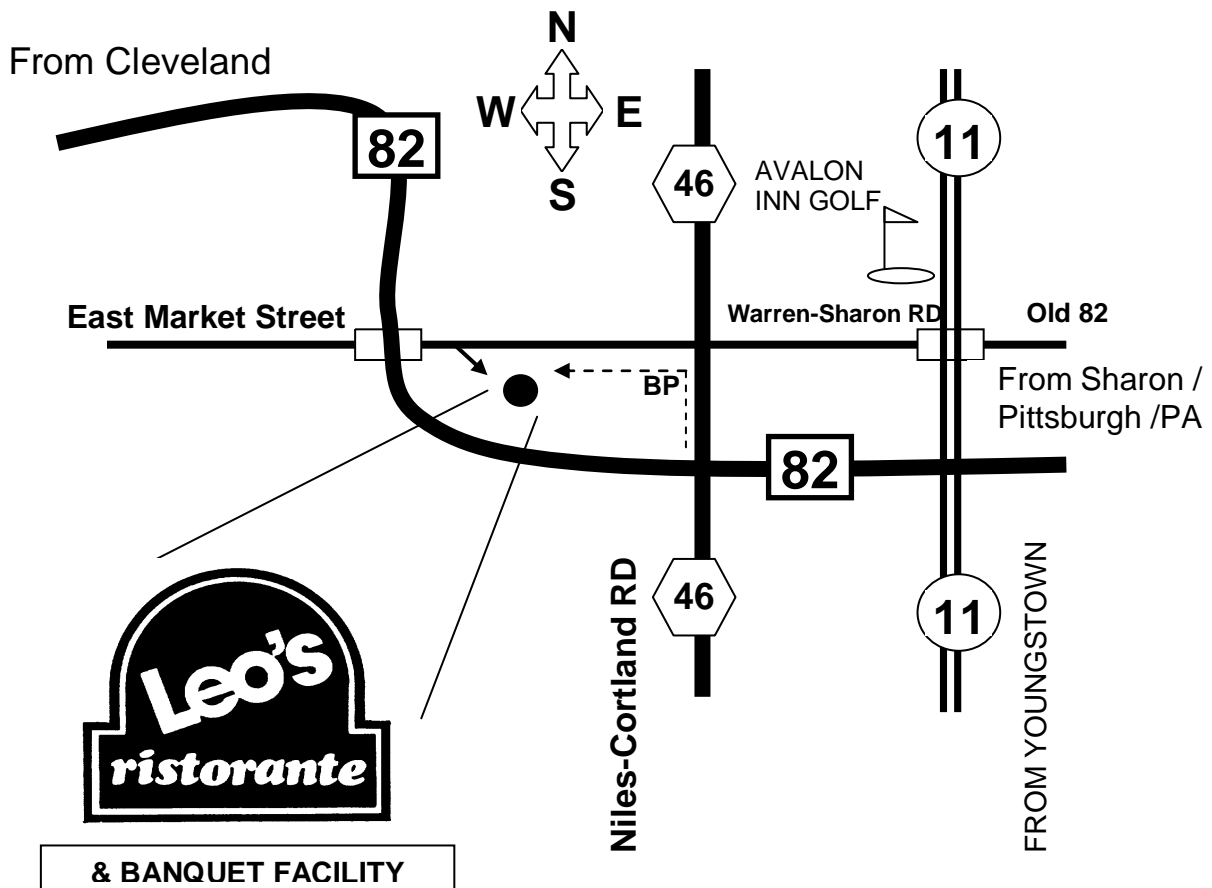 N
From Cleveland
W E
82
11
46
AVALON
INN GOLF
S
East Market Street
Warren-Sharon RD
Old 82
BP
From Sharon /
Pittsburgh /PA
82
Niles-Cortland RD
46
11
FROM YOUNGSTOWN
Leo's
ristorante
& BANQUET FACILITY